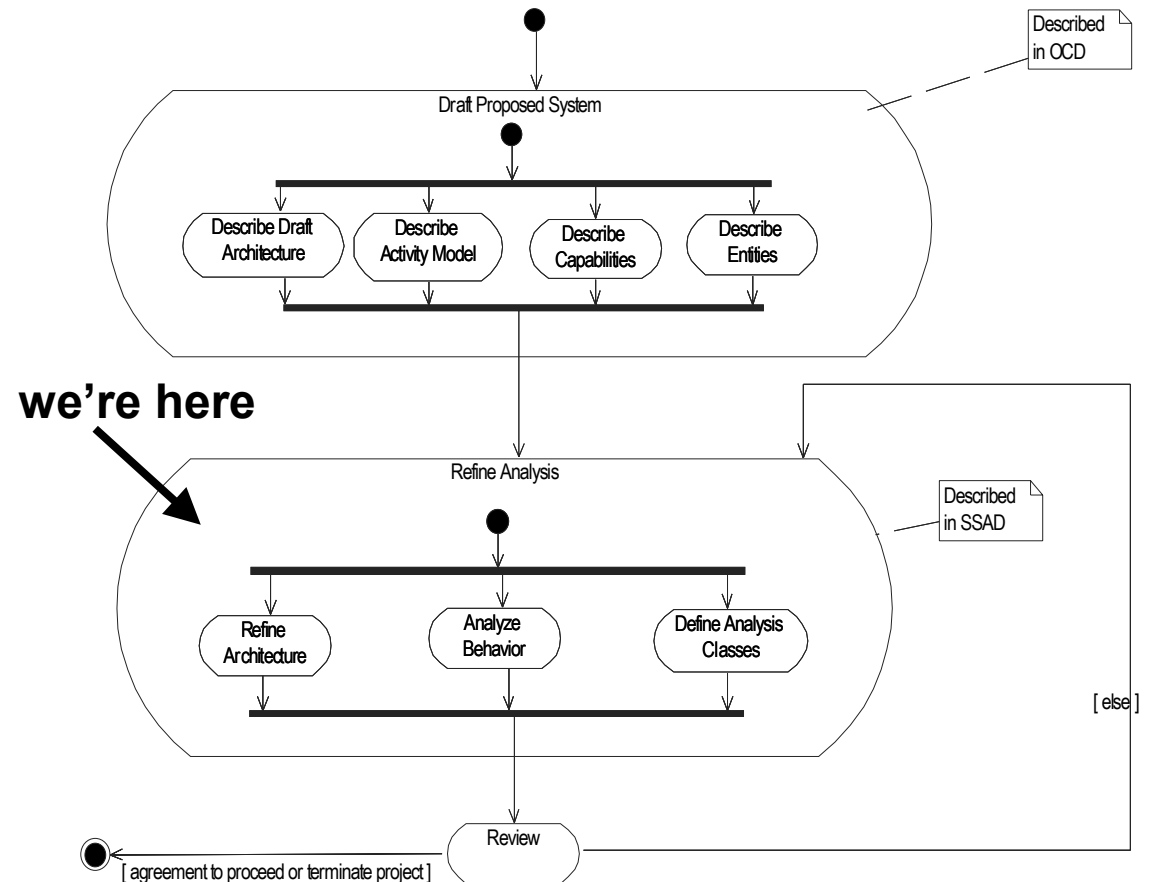 Described
in OCD
Draft Proposed System
Describe Draft
Architecture
Describe
Activity Model
Describe
Capabilities
Describe
Entities
we're here
Refine Analysis
Described
in SSAD
Refine
Architecture
Analyze
Behavior
Define Analysis
Classes
[ else ]
Review
[ agreement to proceed or terminate project ]